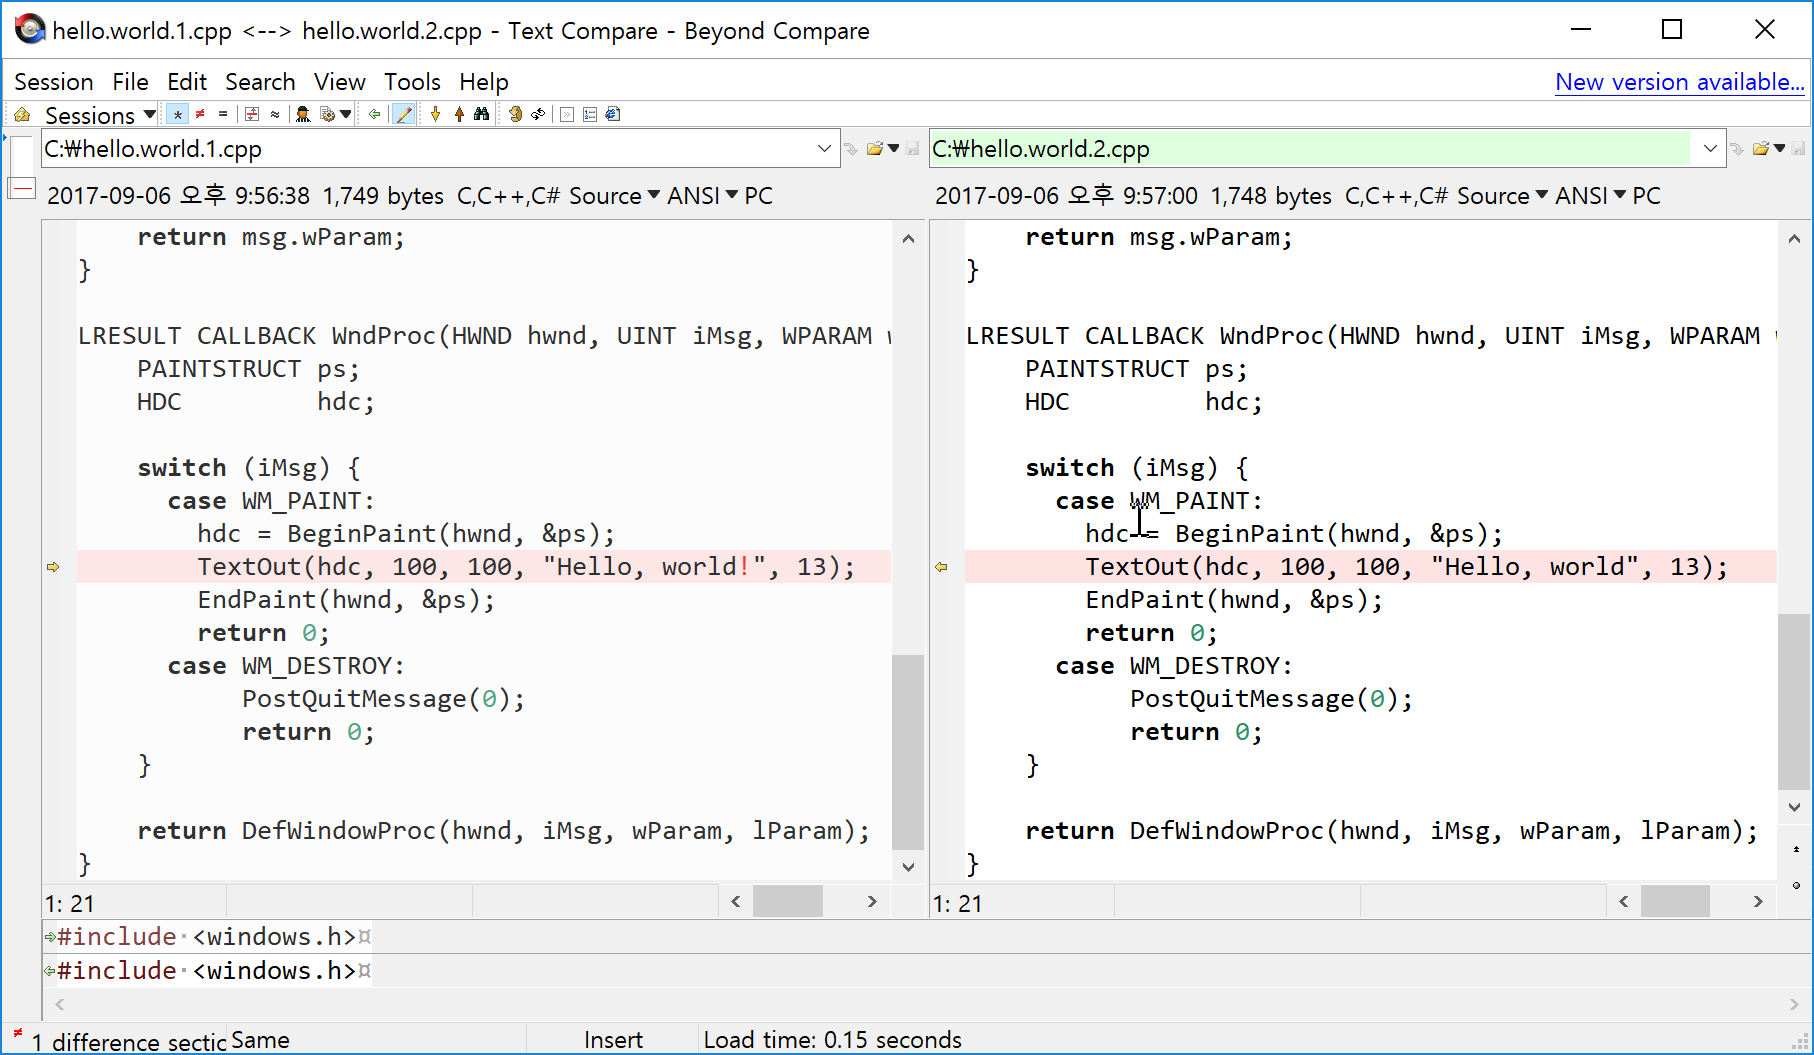 hello.world.1.cpp <--> hello.world.2.cpp - Text Compare - Beyond Compare
Session File Edit Search View Tools Help New version available...
Sessions
C:₩hello.world.1.cpp
2017-09-06 오후 9:56:38 1,749 bytes C,C++,C# Source ANSI PC
return msg.wParam;
}
LRESULT CALLBACK WndProc(HWND hwnd, UINT iMsg, WPARAM
PAINTSTRUCT ps;
HDC hdc;
switch (iMsg) {
case WM_PAINT:
hdc = BeginPaint(hwnd, &ps);
TextOut(hdc, 100, 100, "Hello, world!", 13);
EndPaint(hwnd, &ps);
return 0;
case WM_DESTROY:
PostQuitMessage(0);
return 0;
}
return DefWindowProc(hwnd, iMsg, wParam, lParam);
}
1: 21
C:₩hello.world.2.cpp
2017-09-06 오후 9:57:00 1,748 bytes C,C++,C# Source ANSI PC
return msg.wParam;
}
LRESULT CALLBACK WndProc(HWND hwnd, UINT iMsg, WPARAM
PAINTSTRUCT ps;
HDC hdc;
switch (iMsg) {
case WM_PAINT:
hdc = BeginPaint(hwnd, &ps);
TextOut(hdc, 100, 100, "Hello, world", 13);
EndPaint(hwnd, &ps);
return 0;
case WM_DESTROY:
PostQuitMessage(0);
return 0;
}
return DefWindowProc(hwnd, iMsg, wParam, lParam);
}
1: 21
#include·<windows.h>¤
#include·<windows.h>¤
1 difference sectic Same Insert Load time: 0.15 seconds